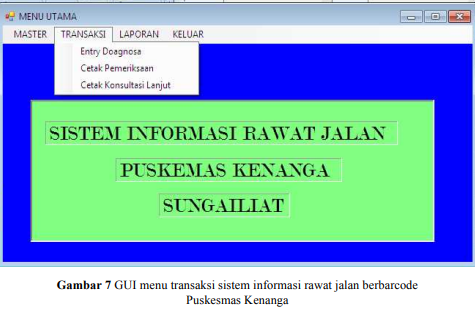 MENU UTAMA
MASTER TRANSAKSI LAPORAN KELUAR
Entry Doagnosa
Cetak Pemeriksaan
Cetak Konsultasi Lanjut
SISTEM INFORMASI RAWAT JALAN
PUSKEMAS KENANGA
SUNGAILIAT
Gambar 7 GUI menu transaksi sistem informasi rawat jalan berbarcode
Puskesmas Kenanga